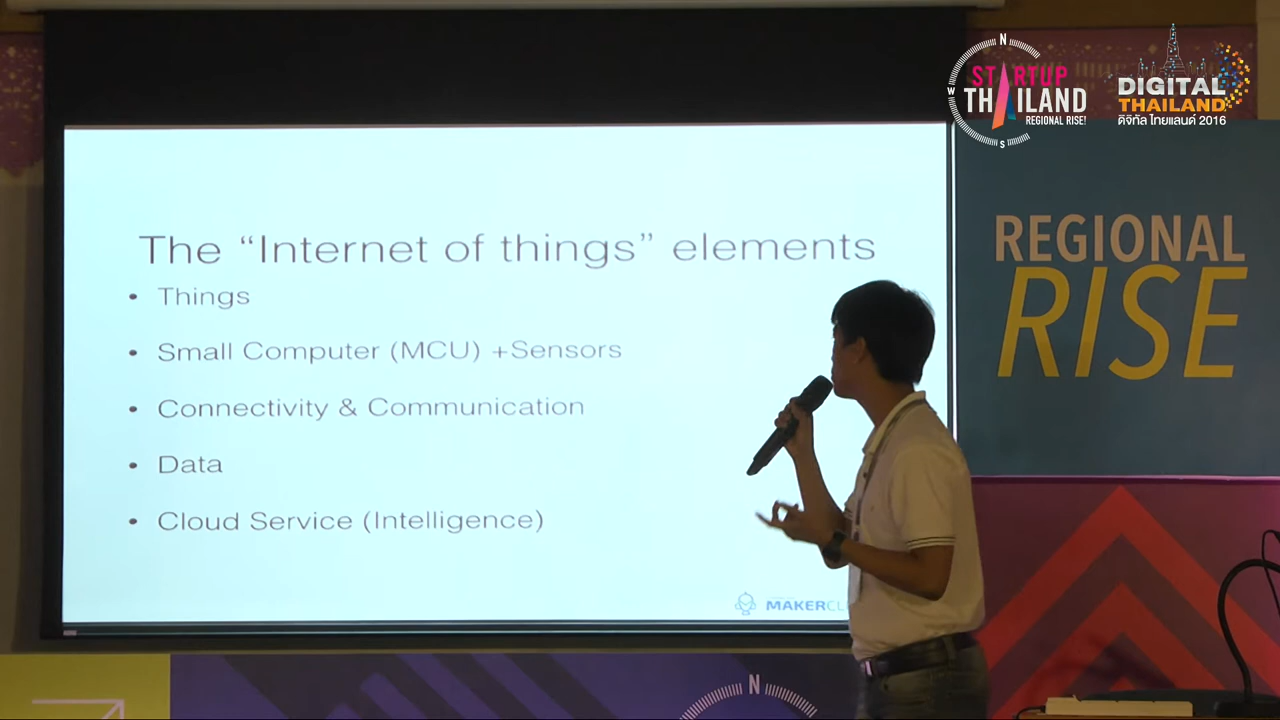 N
STARTUP
W
THAILAND
REGIONAL RISE!
S
DIGITAL
THAILAND
ดิจิทัล ไทยแลนด์ 2016
The “Internet of things” elements
• Things
• Small Computer (MCU) +Sensors
• Connectivity & Communication
• Data
• Cloud Service (Intelligence)
REGIONAL
RISE
N